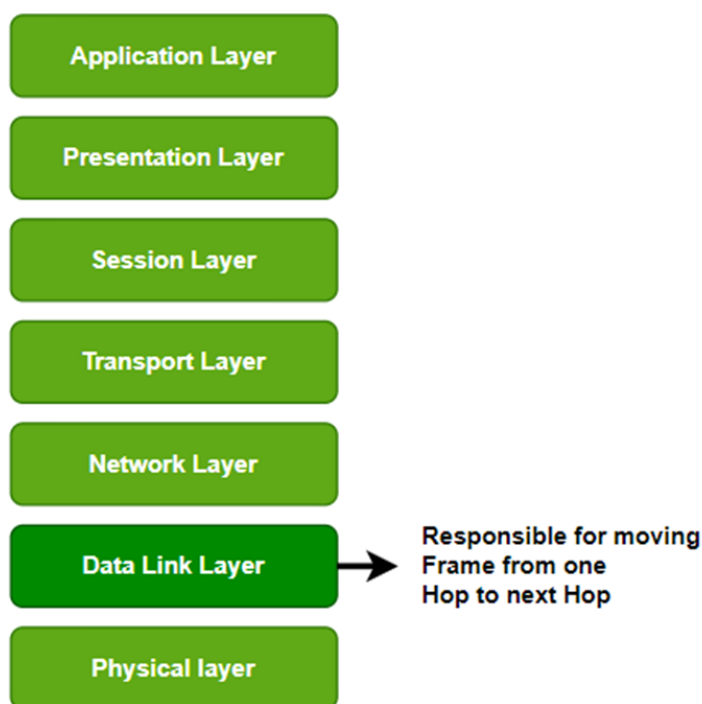 Application Layer
Presentation Layer
Session Layer
Transport Layer
Network Layer
Data Link Layer
Responsible for moving
Frame from one
Hop to next Hop
Physical layer